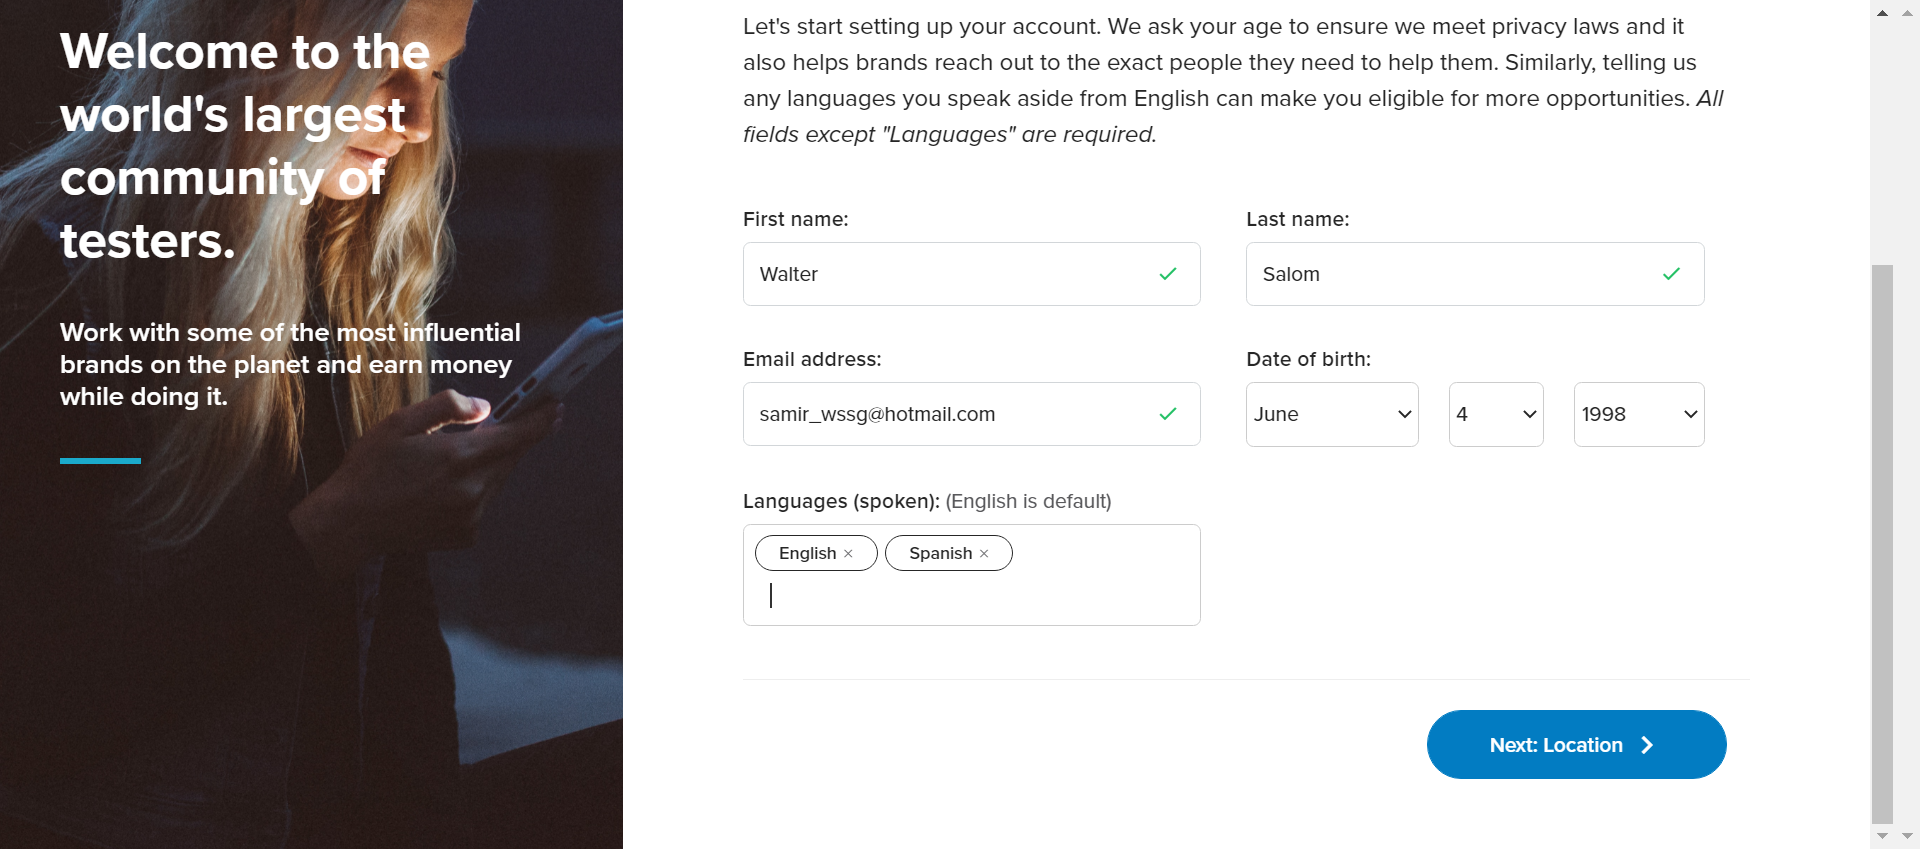 Welcome to the
world's largest
community of
testers.
Work with some of the most influential
brands on the planet and earn money
while doing it.
Let's start setting up your account. We ask your age to ensure we meet privacy laws and it
also helps brands reach out to the exact people they need to help them. Similarly, telling us
any languages you speak aside from English can make you eligible for more opportunities. All
fields except "Languages" are required.
First name:
Last name:
Walter
Salom
Email address:
Date of birth:
samir_wssg@hotmail.com
June
4
1998
Languages (spoken): (English is default)
English ×
Spanish ×
Next: Location